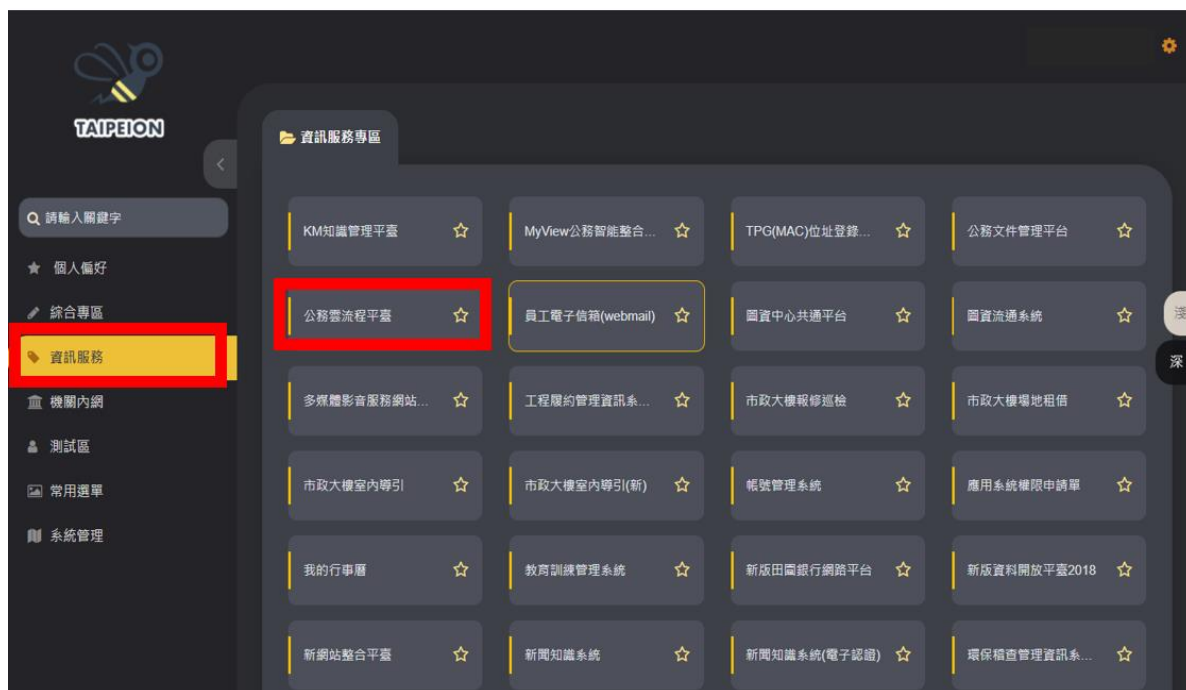 TAIPEION
資訊服務專區
請輸入關鍵字
個人偏好
綜合專區
資訊服務
機關內網
測試區
常用選單
系統管理
KM知識管理平臺
MyView公務智能整合...
TPG(MAC)位址登錄...
公務文件管理平台
公務雲流程平臺
員工電子信箱(webmail)
圖資中心共通平台
圖資流通系統
多媒體影音服務網站...
工程履約管理資訊系...
市政大樓報修巡檢
市政大樓場地租借
市政大樓室內導引
市政大樓室內導引(新)
帳號管理系統
應用系統權限申請單
我的行事曆
教育訓練管理系統
新版田園銀行網路平台
新版資料開放平臺2018
新網站整合平臺
新聞知識系統
新聞知識系統(電子認證)
環保稽查管理資訊系...
淺
深